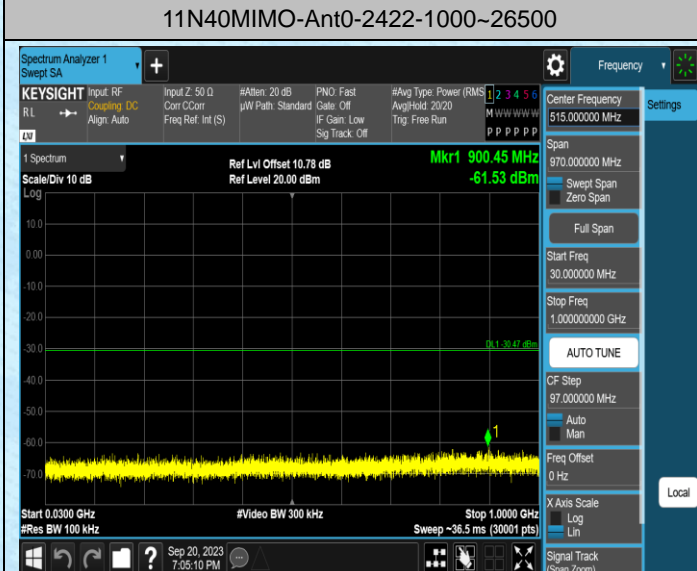 11N40MIMO-Ant0-2422-1000~26500
Spectrum Analyzer 1
Swept SA
Frequency
KEYSIGHT
RL
LXI
Input: RF
Coupling: DC
Align: Auto
Input Z: 50 Ω
Corr CCorr
Freq Ref: Int (S)
#Atten: 20 dB
µW Path: Standard
PNO: Fast
Gate: Off
IF Gain: Low
Sig Track: Off
#Avg Type: Power (RMS
Avg|Hold: 20/20
Trig: Free Run
1 2 3 4 5 6
M W W W W W
P P P P P P
1 Spectrum
Scale/Div 10 dB
Log
Ref Lvl Offset 10.78 dB
Ref Level 20.00 dBm
Mkr1 900.45 MHz
-61.53 dBm
10.0
0.00
-10.0
-20.0
-30.0
-40.0
-50.0
-60.0
-70.0
DL1 -30.47 dBm
1
Start 0.0300 GHz
#Res BW 100 kHz
#Video BW 300 kHz
Stop 1.0000 GHz
Sweep ~36.5 ms (30001 pts)
Center Frequency
515.000000 MHz
Settings
Span
970.000000 MHz
Swept Span
Zero Span
Full Span
Start Freq
30.000000 MHz
Stop Freq
1.000000000 GHz
AUTO TUNE
CF Step
97.000000 MHz
Auto
Man
Freq Offset
0 Hz
X Axis Scale
Log
Lin
Local
Signal Track
(Span Zoom)
?
Sep 20, 2023
7:05:10 PM